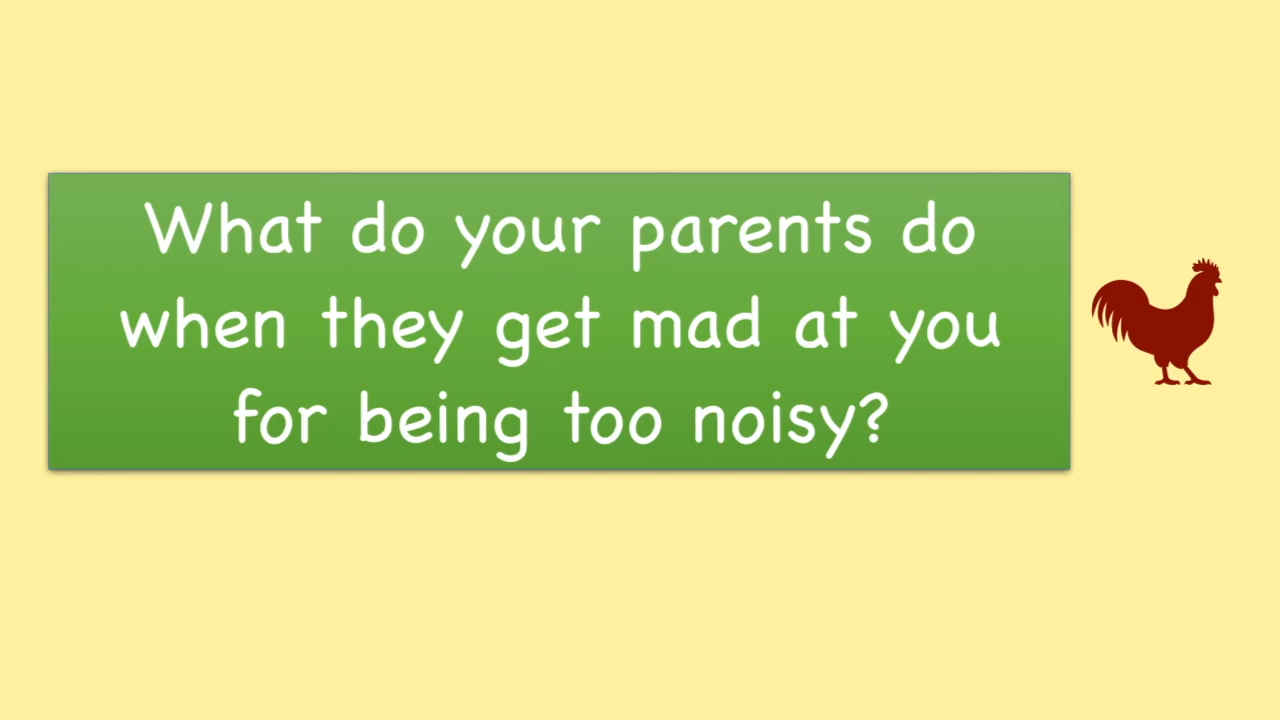 What do your parents do
when they get mad at you
for being too noisy?